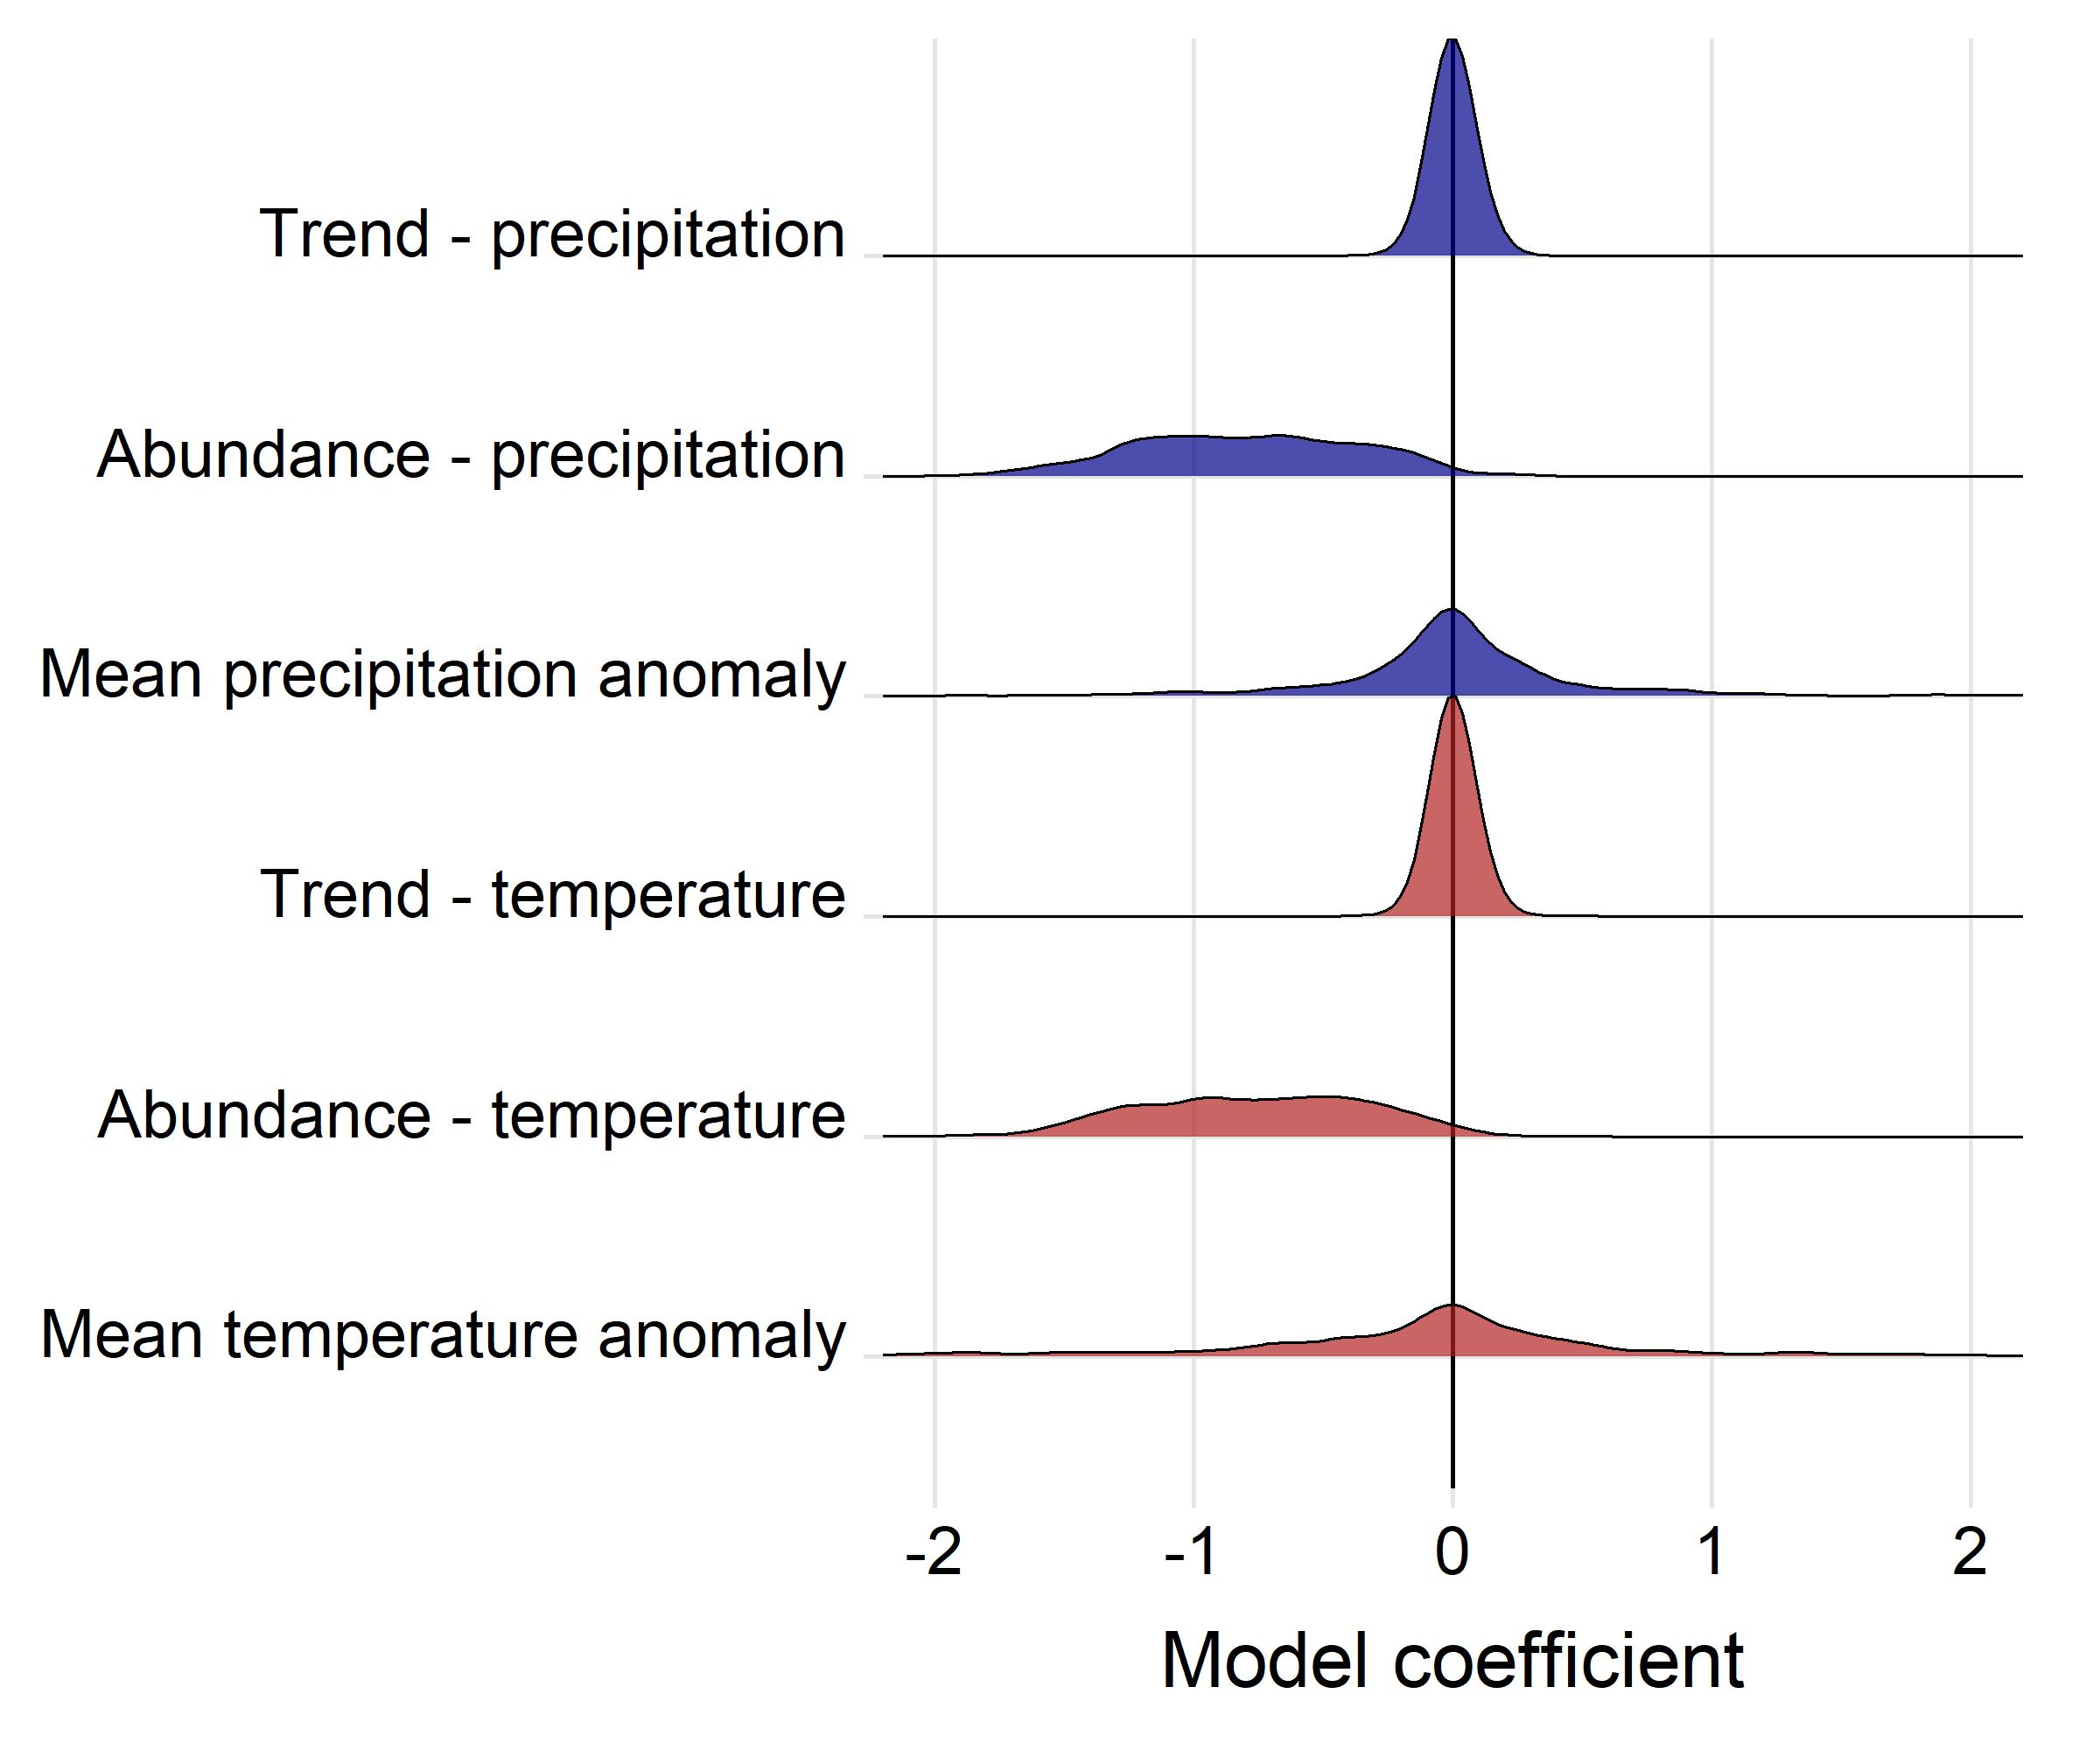 Trend - precipitation
Abundance - precipitation
Mean precipitation anomaly
Trend - temperature
Abundance - temperature
Mean temperature anomaly
-2 -1 0 1 2
Model coefficient